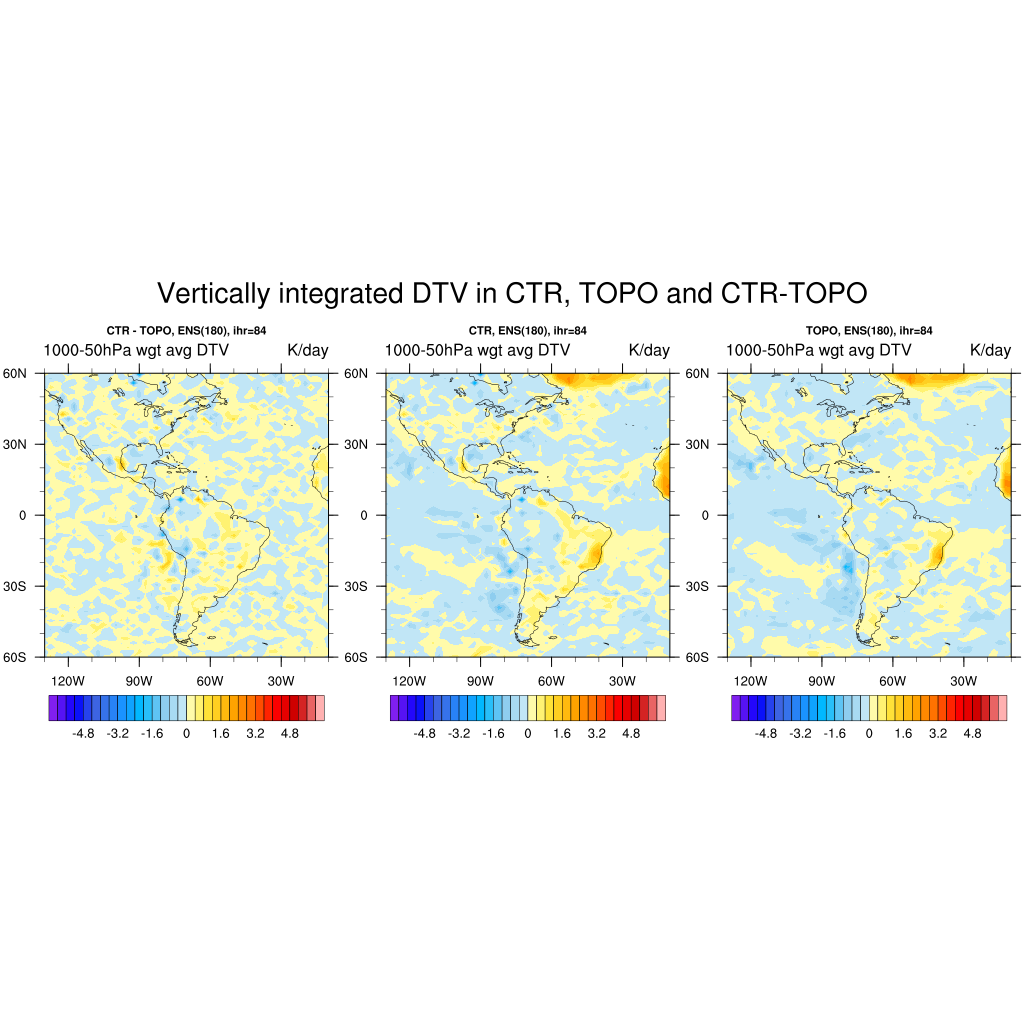 Vertically integrated DTV in CTR, TOPO and CTR-TOPO
CTR - TOPO, ENS(180), ihr=84
1000-50hPa wgt avg DTV K/day
60N
30N
0
30S
60S
120W 90W 60W 30W
-4.8 -3.2 -1.6 0 1.6 3.2 4.8
CTR, ENS(180), ihr=84
1000-50hPa wgt avg DTV K/day
60N
30N
0
30S
60S
120W 90W 60W 30W
-4.8 -3.2 -1.6 0 1.6 3.2 4.8
TOPO, ENS(180), ihr=84
1000-50hPa wgt avg DTV K/day
60N
30N
0
30S
60S
120W 90W 60W 30W
-4.8 -3.2 -1.6 0 1.6 3.2 4.8